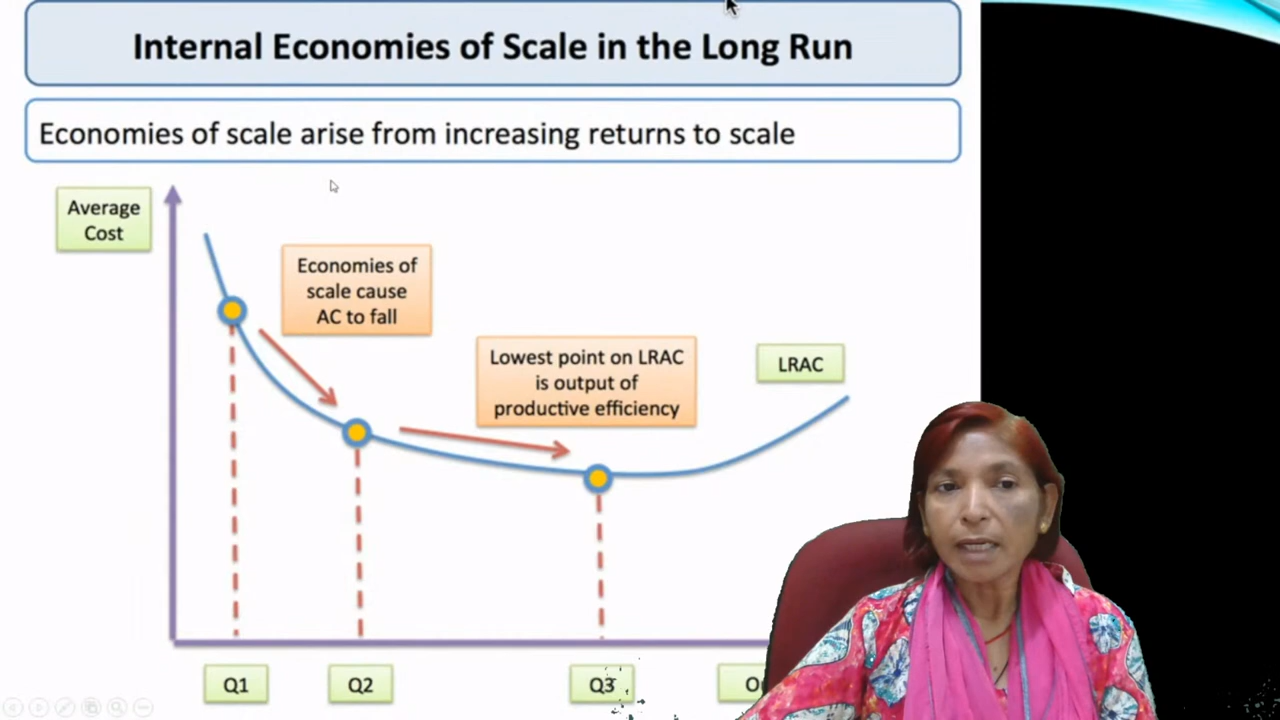 Internal Economies of Scale in the Long Run
Economies of scale arise from increasing returns to scale
Average
Cost
Economies of
scale cause
AC to fall
Lowest point on LRAC
is output of
productive efficiency
LRAC
Q1
Q2
Q3